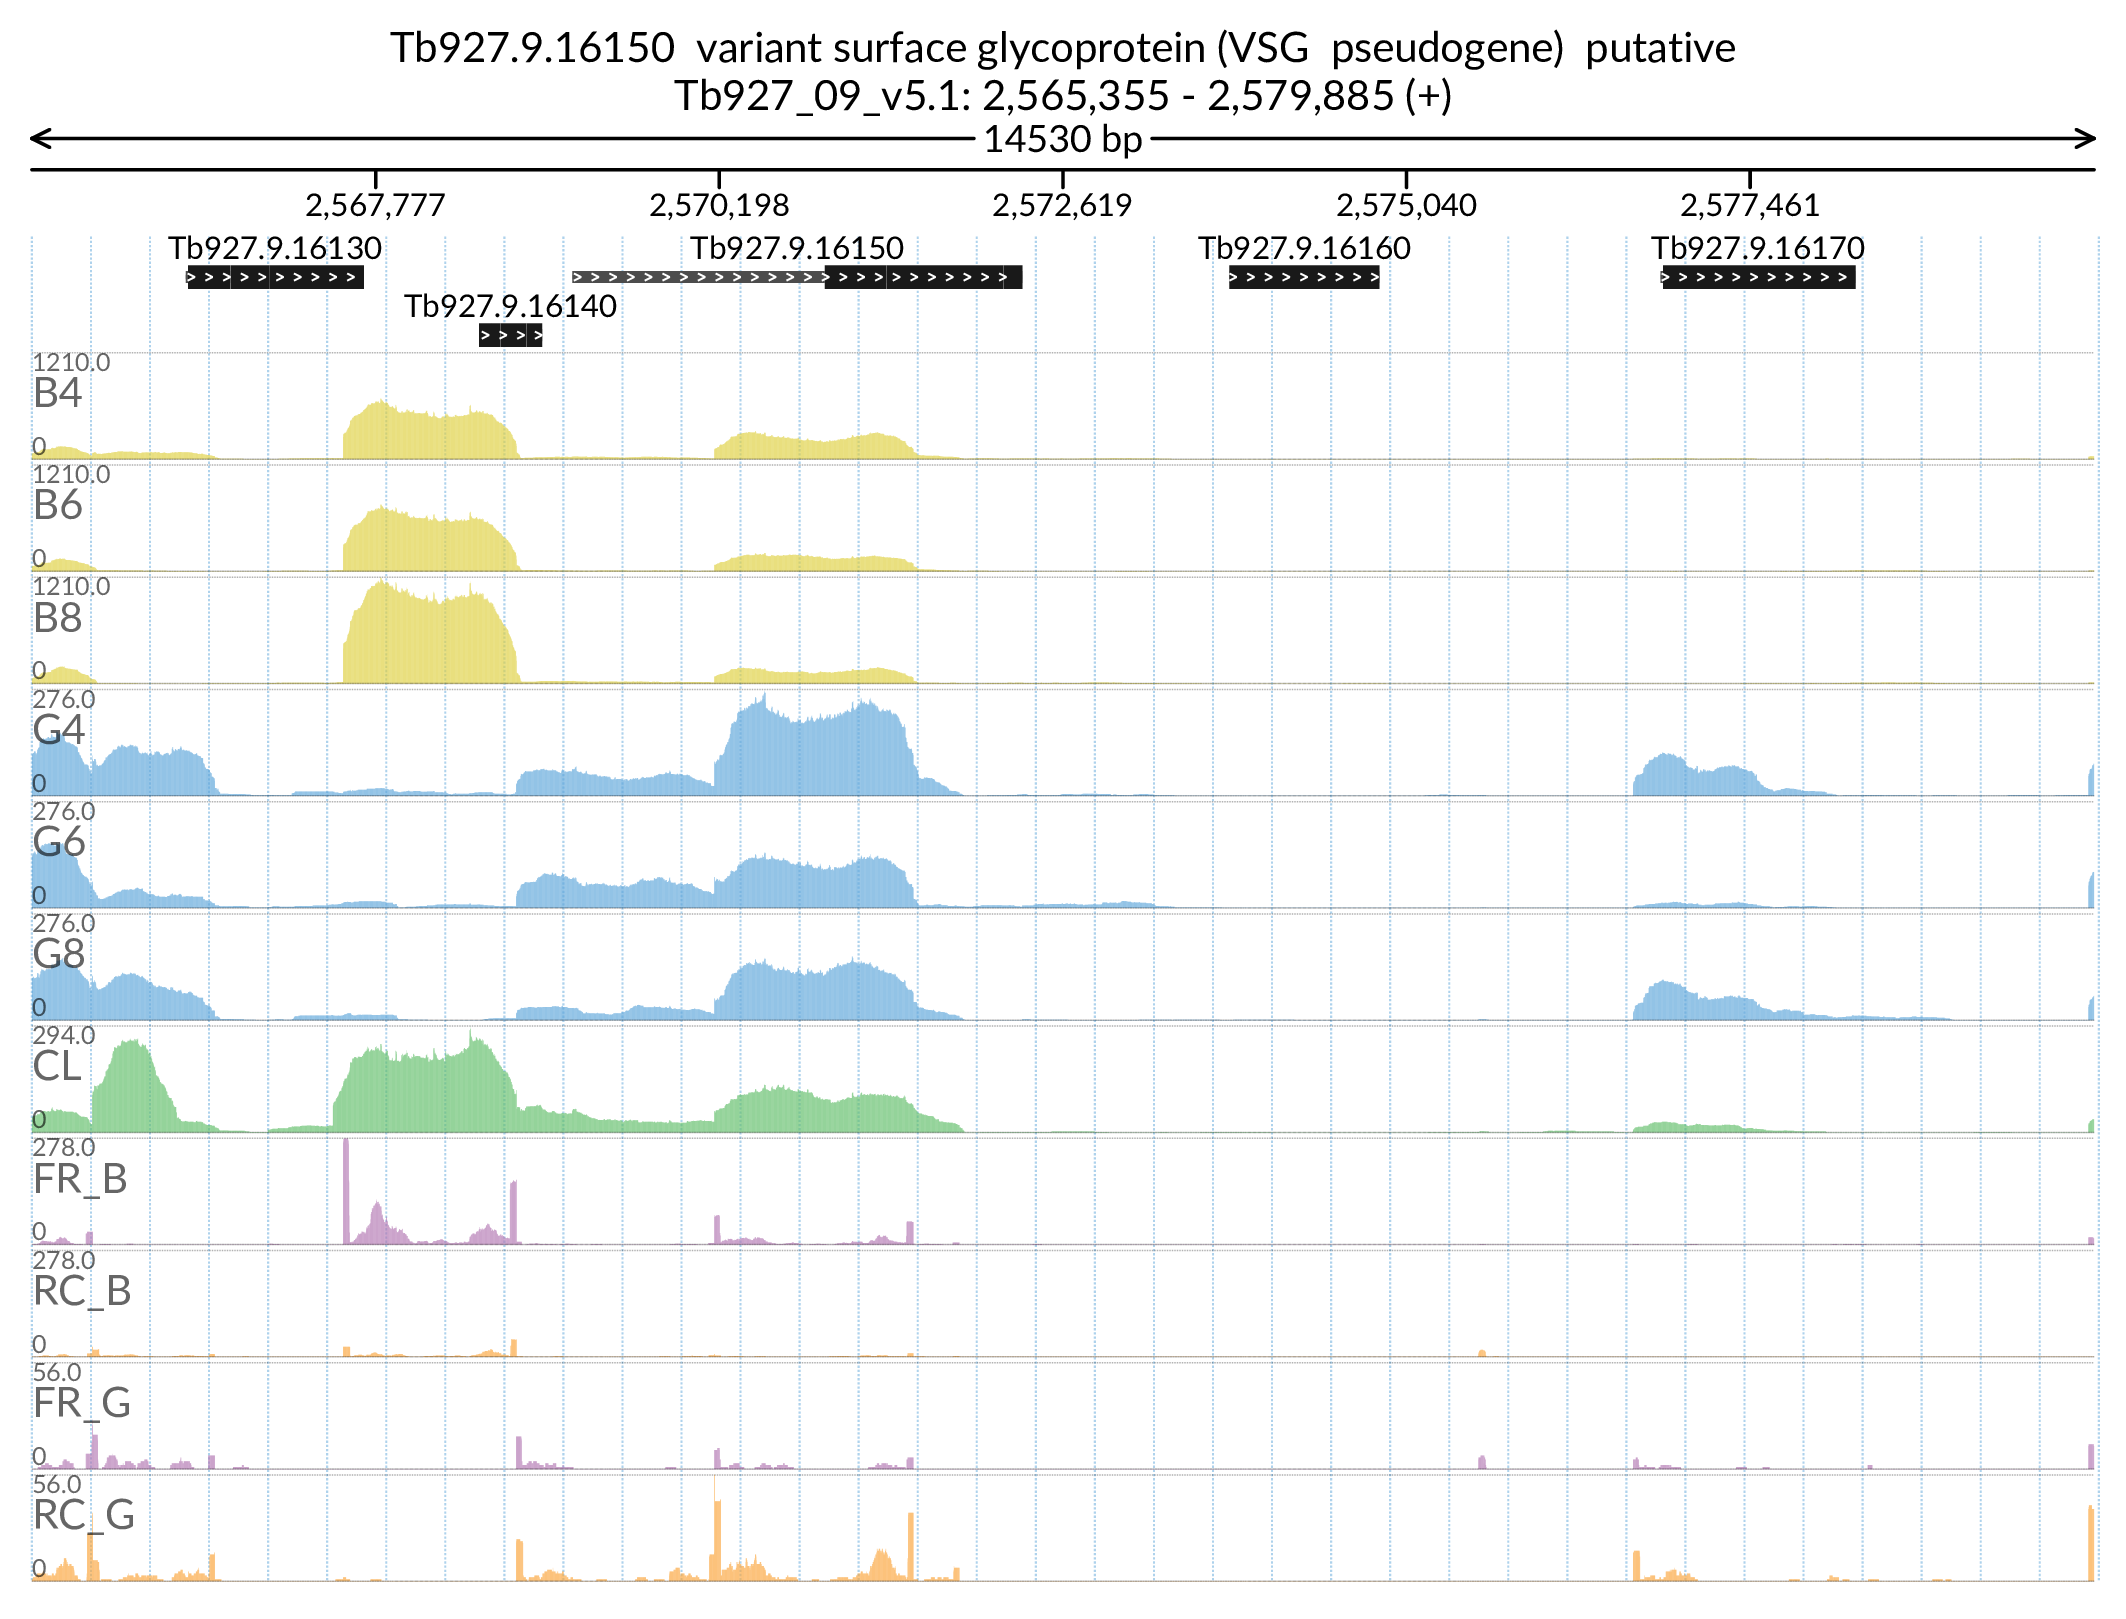 Tb927.9.16150 variant surface glycoprotein (VSG pseudogene) putative
Tb927_09_v5.1: 2,565,355 - 2,579,885 (+)
14530 bp
2,567,777 2,570,198 2,572,619 2,575,040 2,577,461
Tb927.9.16130 Tb927.9.16150 Tb927.9.16160 Tb927.9.16170
Tb927.9.16140
1210.0
B4
0
1210.0
B6
0
1210.0
B8
0
276.0
G4
0
276.0
G6
0
276.0
G8
0
294.0
CL
0
278.0
FR_B
0
278.0
RC_B
0
56.0
FR_G
0
56.0
RC_G
0